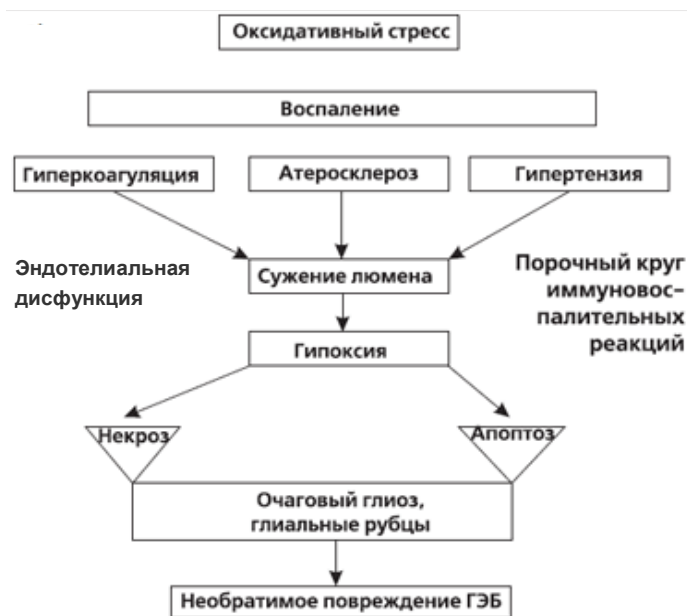 Оксидативный стресс
Воспаление
Гиперкоагуляция
Атеросклероз
Гипертензия
Эндотелиальная
дисфункция
Сужение люмена
Порочный круг
иммуновос-
палительных
реакций
Гипоксия
Некроз
Апоптоз
Очаговый глиоз,
глиальные рубцы
Необратимое повреждение ГЭБ